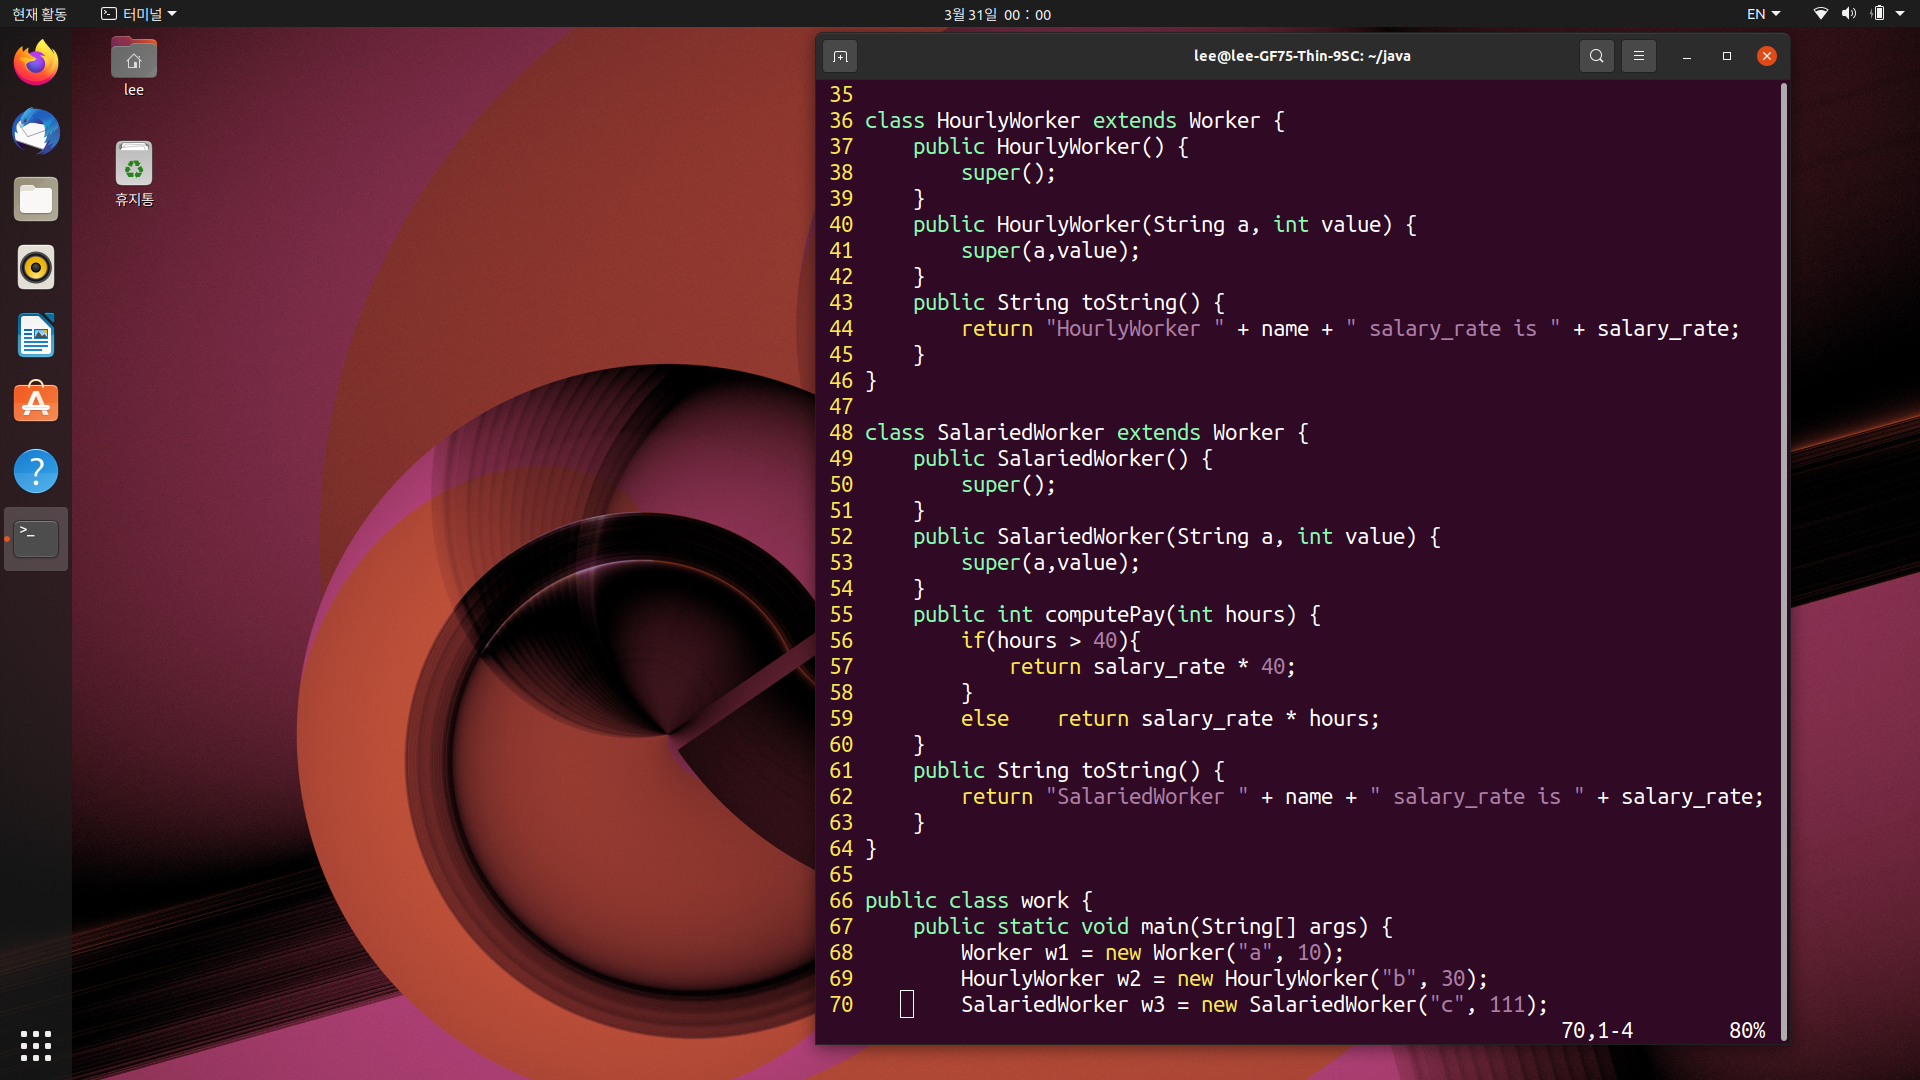 현재 활동
터미널
3월 31일 00 : 00
EN
lee
휴지통
lee@lee-GF75-Thin-9SC: ~/java
35
36 class HourlyWorker extends Worker {
37     public HourlyWorker() {
38         super();
39     }
40     public HourlyWorker(String a, int value) {
41         super(a,value);
42     }
43     public String toString() {
44         return "HourlyWorker " + name + " salary_rate is " + salary_rate;
45     }
46 }
47
48 class SalariedWorker extends Worker {
49     public SalariedWorker() {
50         super();
51     }
52     public SalariedWorker(String a, int value) {
53         super(a,value);
54     }
55     public int computePay(int hours) {
56         if(hours > 40){
57             return salary_rate * 40;
58         }
59         else    return salary_rate * hours;
60     }
61     public String toString() {
62         return "SalariedWorker " + name + " salary_rate is " + salary_rate;
63     }
64 }
65
66 public class work {
67     public static void main(String[] args) {
68         Worker w1 = new Worker("a", 10);
69         HourlyWorker w2 = new HourlyWorker("b", 30);
70         SalariedWorker w3 = new SalariedWorker("c", 111);
70,1-4 80%